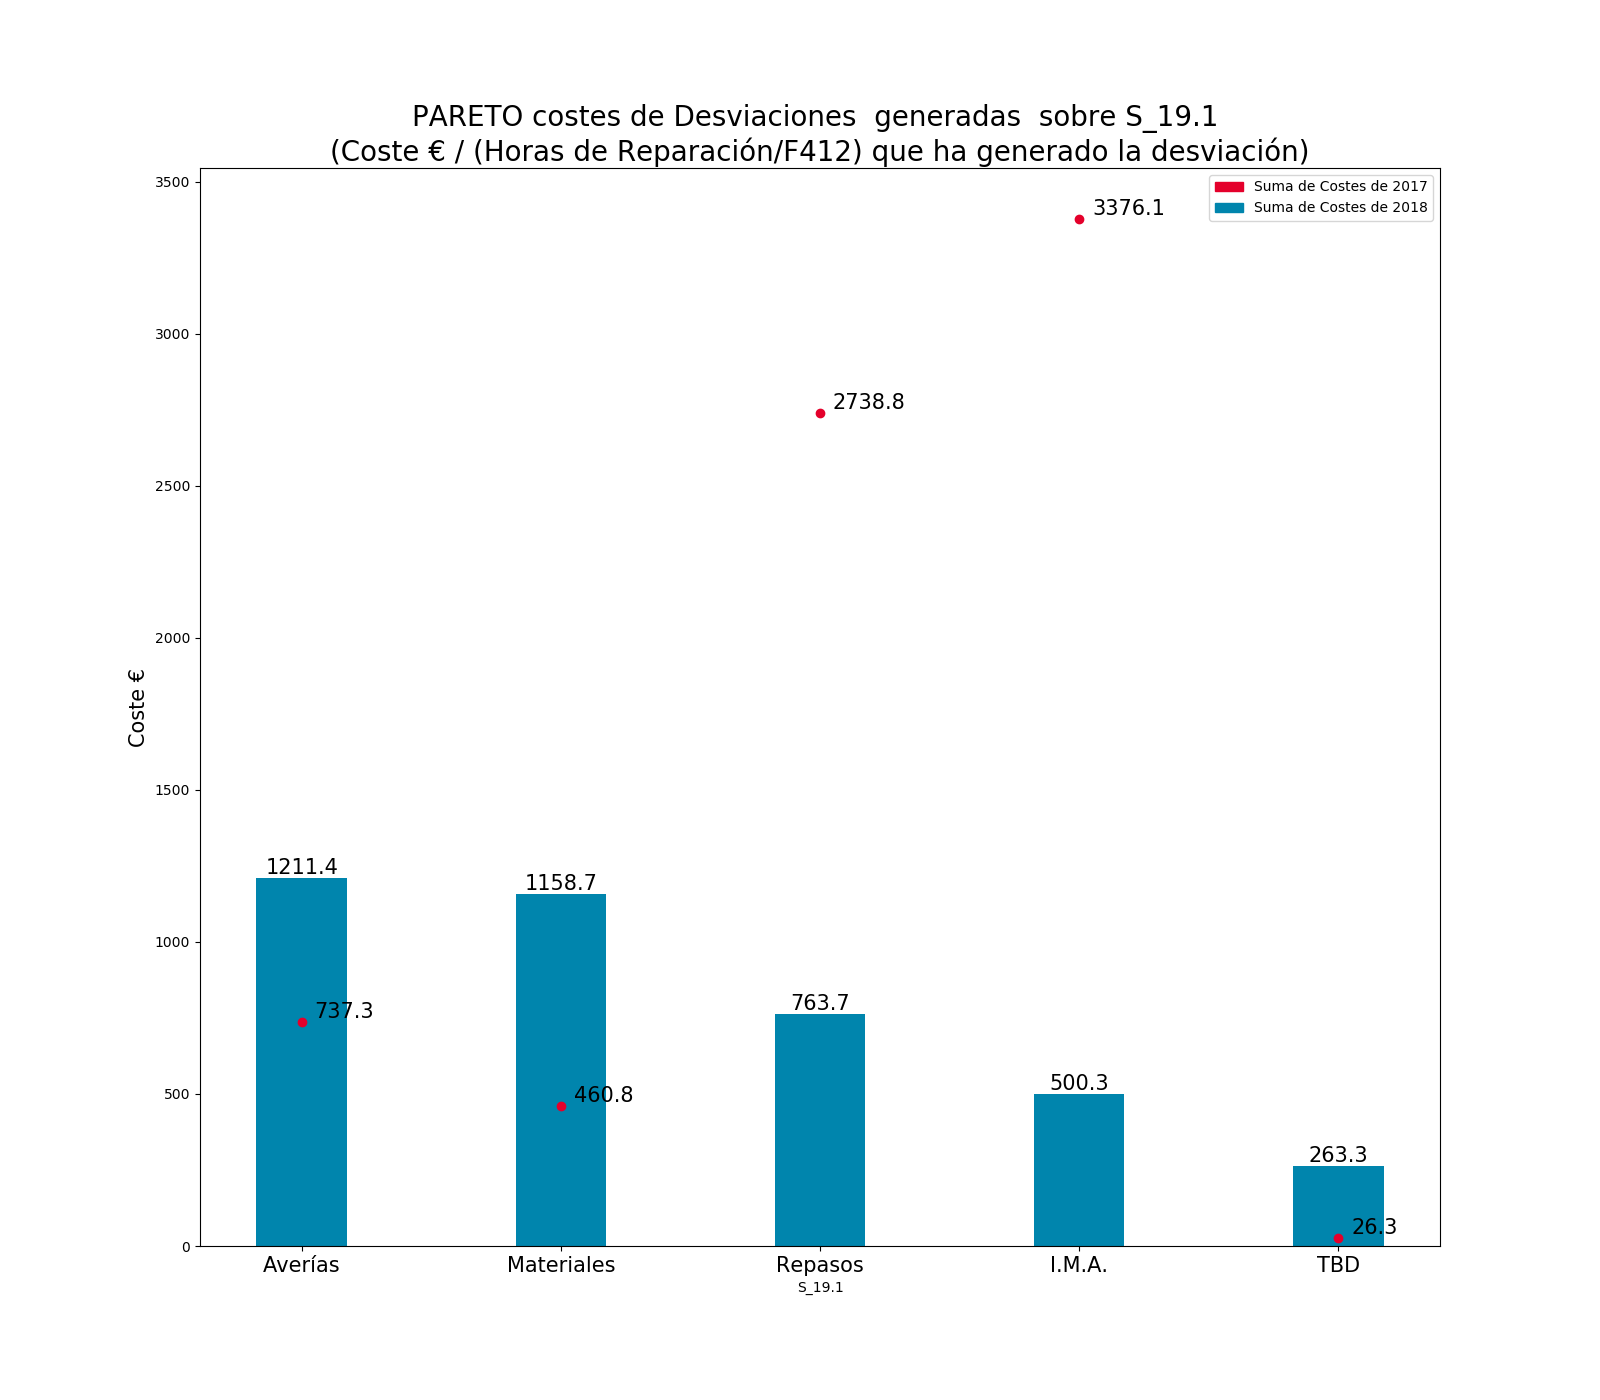 PARETO costes de Desviaciones  generadas  sobre S_19.1
(Coste € / (Horas de Reparación/F412) que ha generado la desviación)
Suma de Costes de 2017
Suma de Costes de 2018
3500
3000
2500
2000
1500
1000
500
0
Coste €
3376.1
2738.8
1211.4
1158.7
763.7
500.3
263.3
737.3
460.8
26.3
Averías
Materiales
Repasos
I.M.A.
TBD
S_19.1